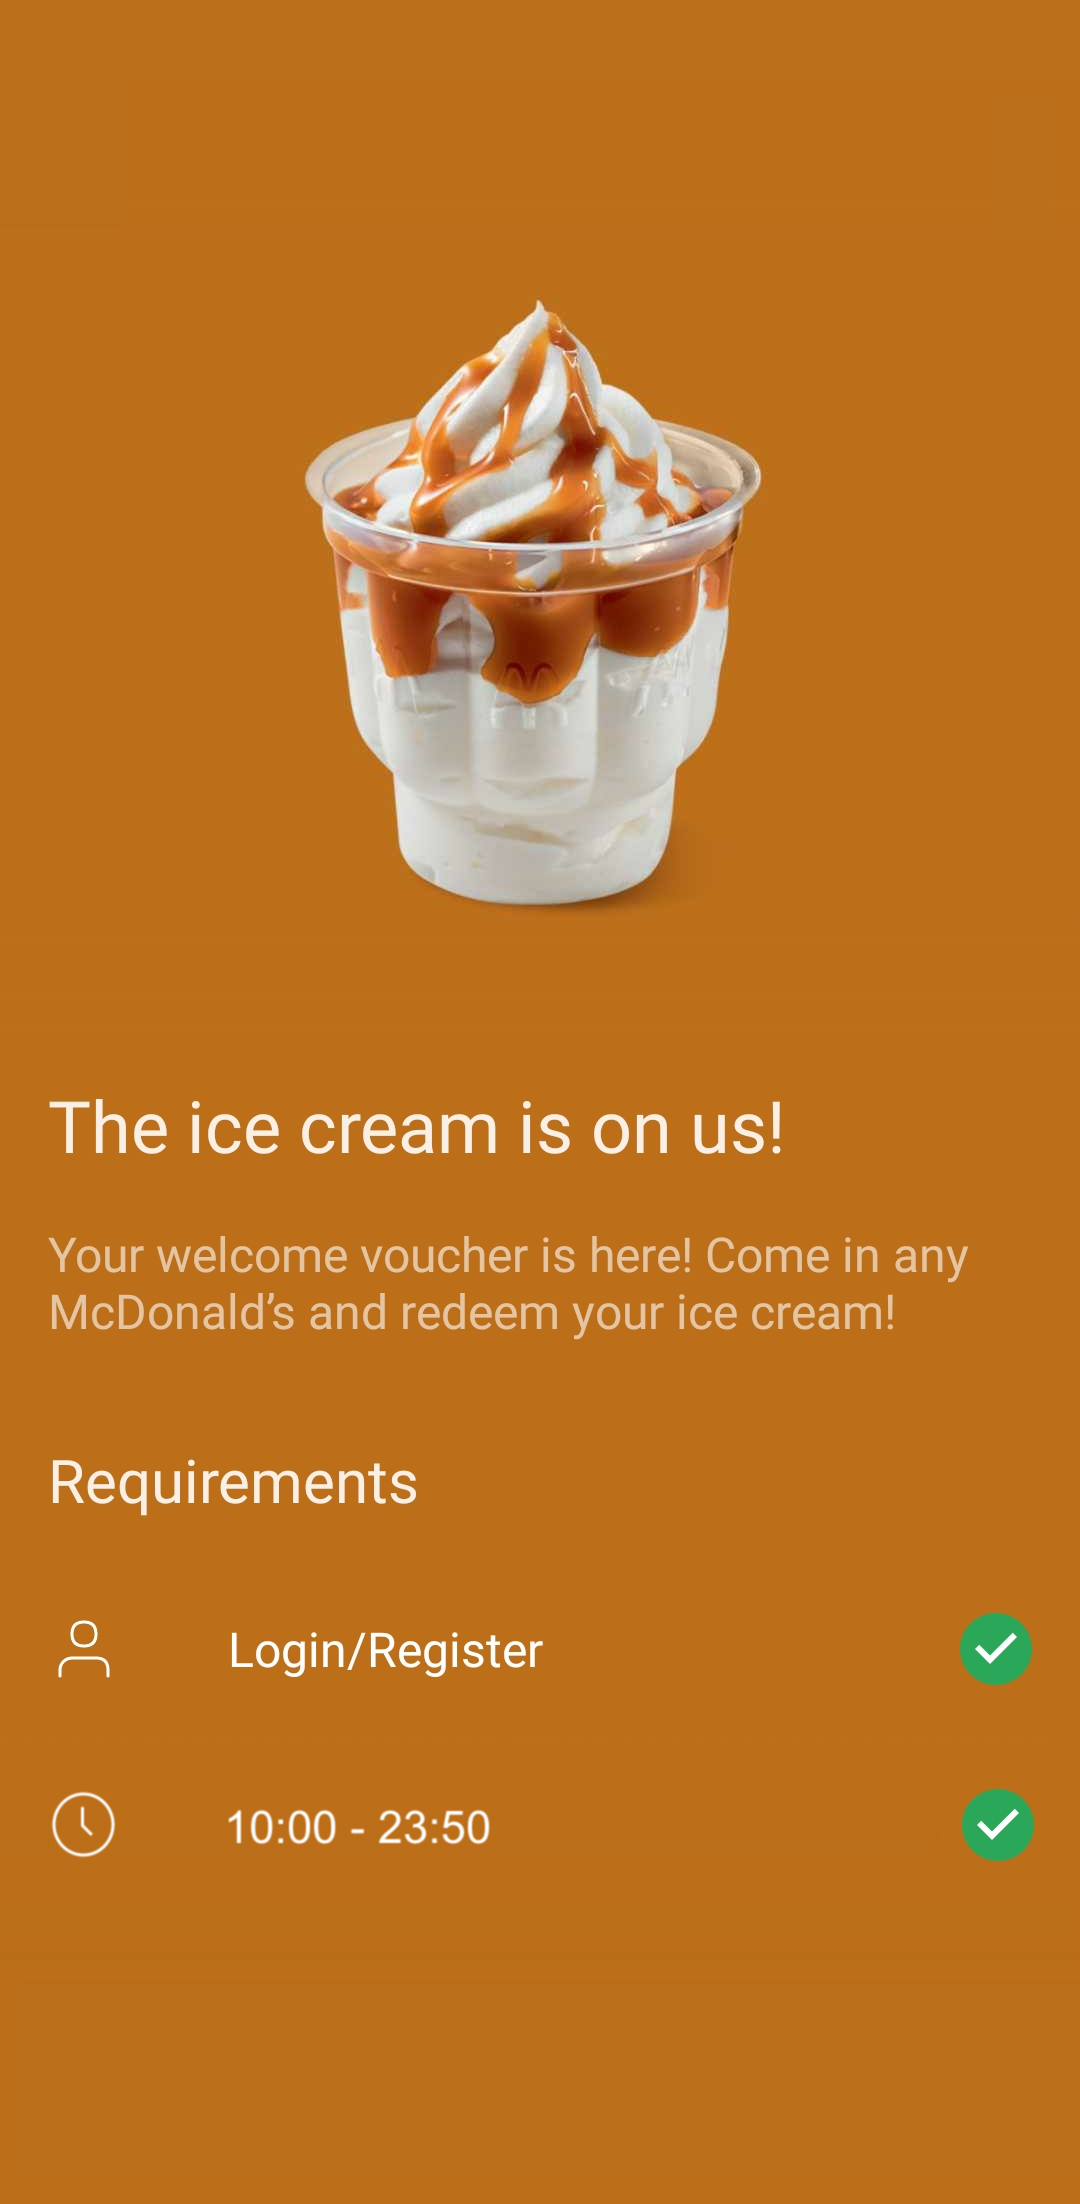 The ice cream is on us!
Your welcome voucher is here! Come in any
McDonald’s and redeem your ice cream!
Requirements
Login/Register
10:00 - 23:50